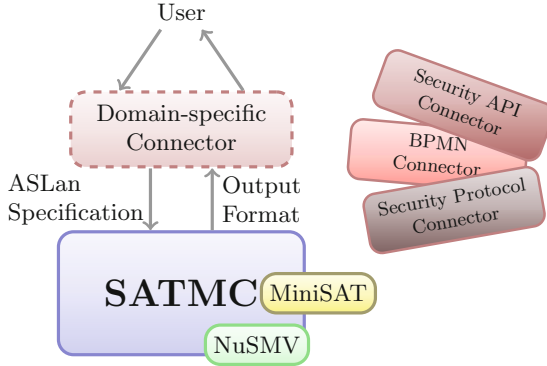 User
Domain-specific
Connector
ASLan
Specification
Output
Format
SATMC
MiniSAT
NuSMV
Security API
Connector
BPMN
Connector
Security Protocol
Connector